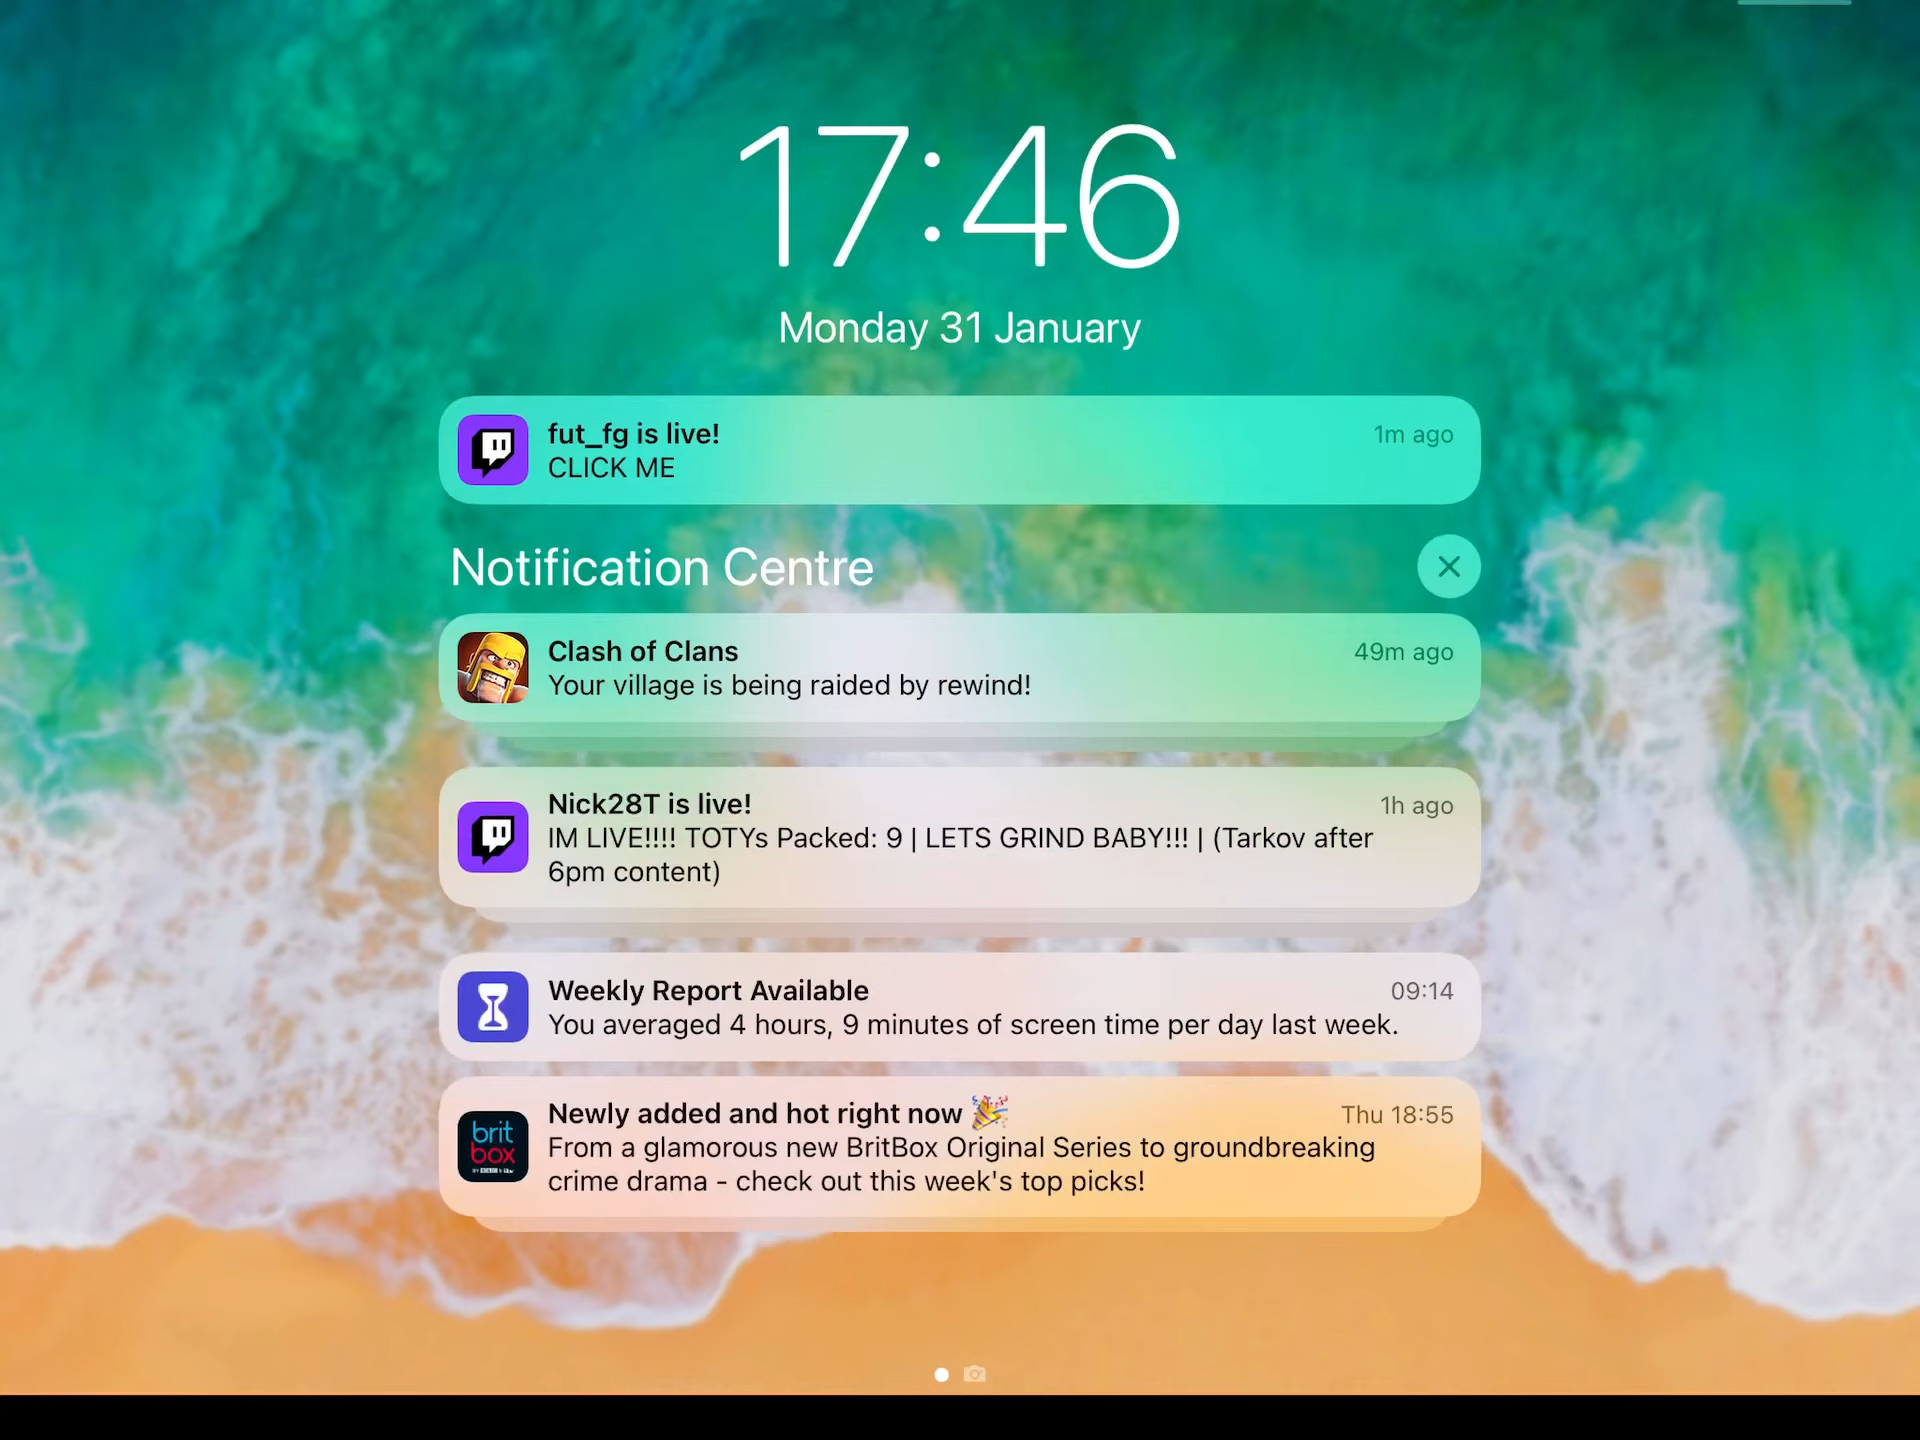 17:46
Monday 31 January
fut_fg is live!
1m ago
CLICK ME
Notification Centre
Clash of Clans
49m ago
Your village is being raided by rewind!
Nick28T is live!
1h ago
IM LIVE!!!! TOTYs Packed: 9 | LETS GRIND BABY!!! | (Tarkov after
6pm content)
Weekly Report Available
09:14
You averaged 4 hours, 9 minutes of screen time per day last week.
Newly added and hot right now 🎉
Thu 18:55
From a glamorous new BritBox Original Series to groundbreaking
crime drama - check out this week's top picks!
brit
box